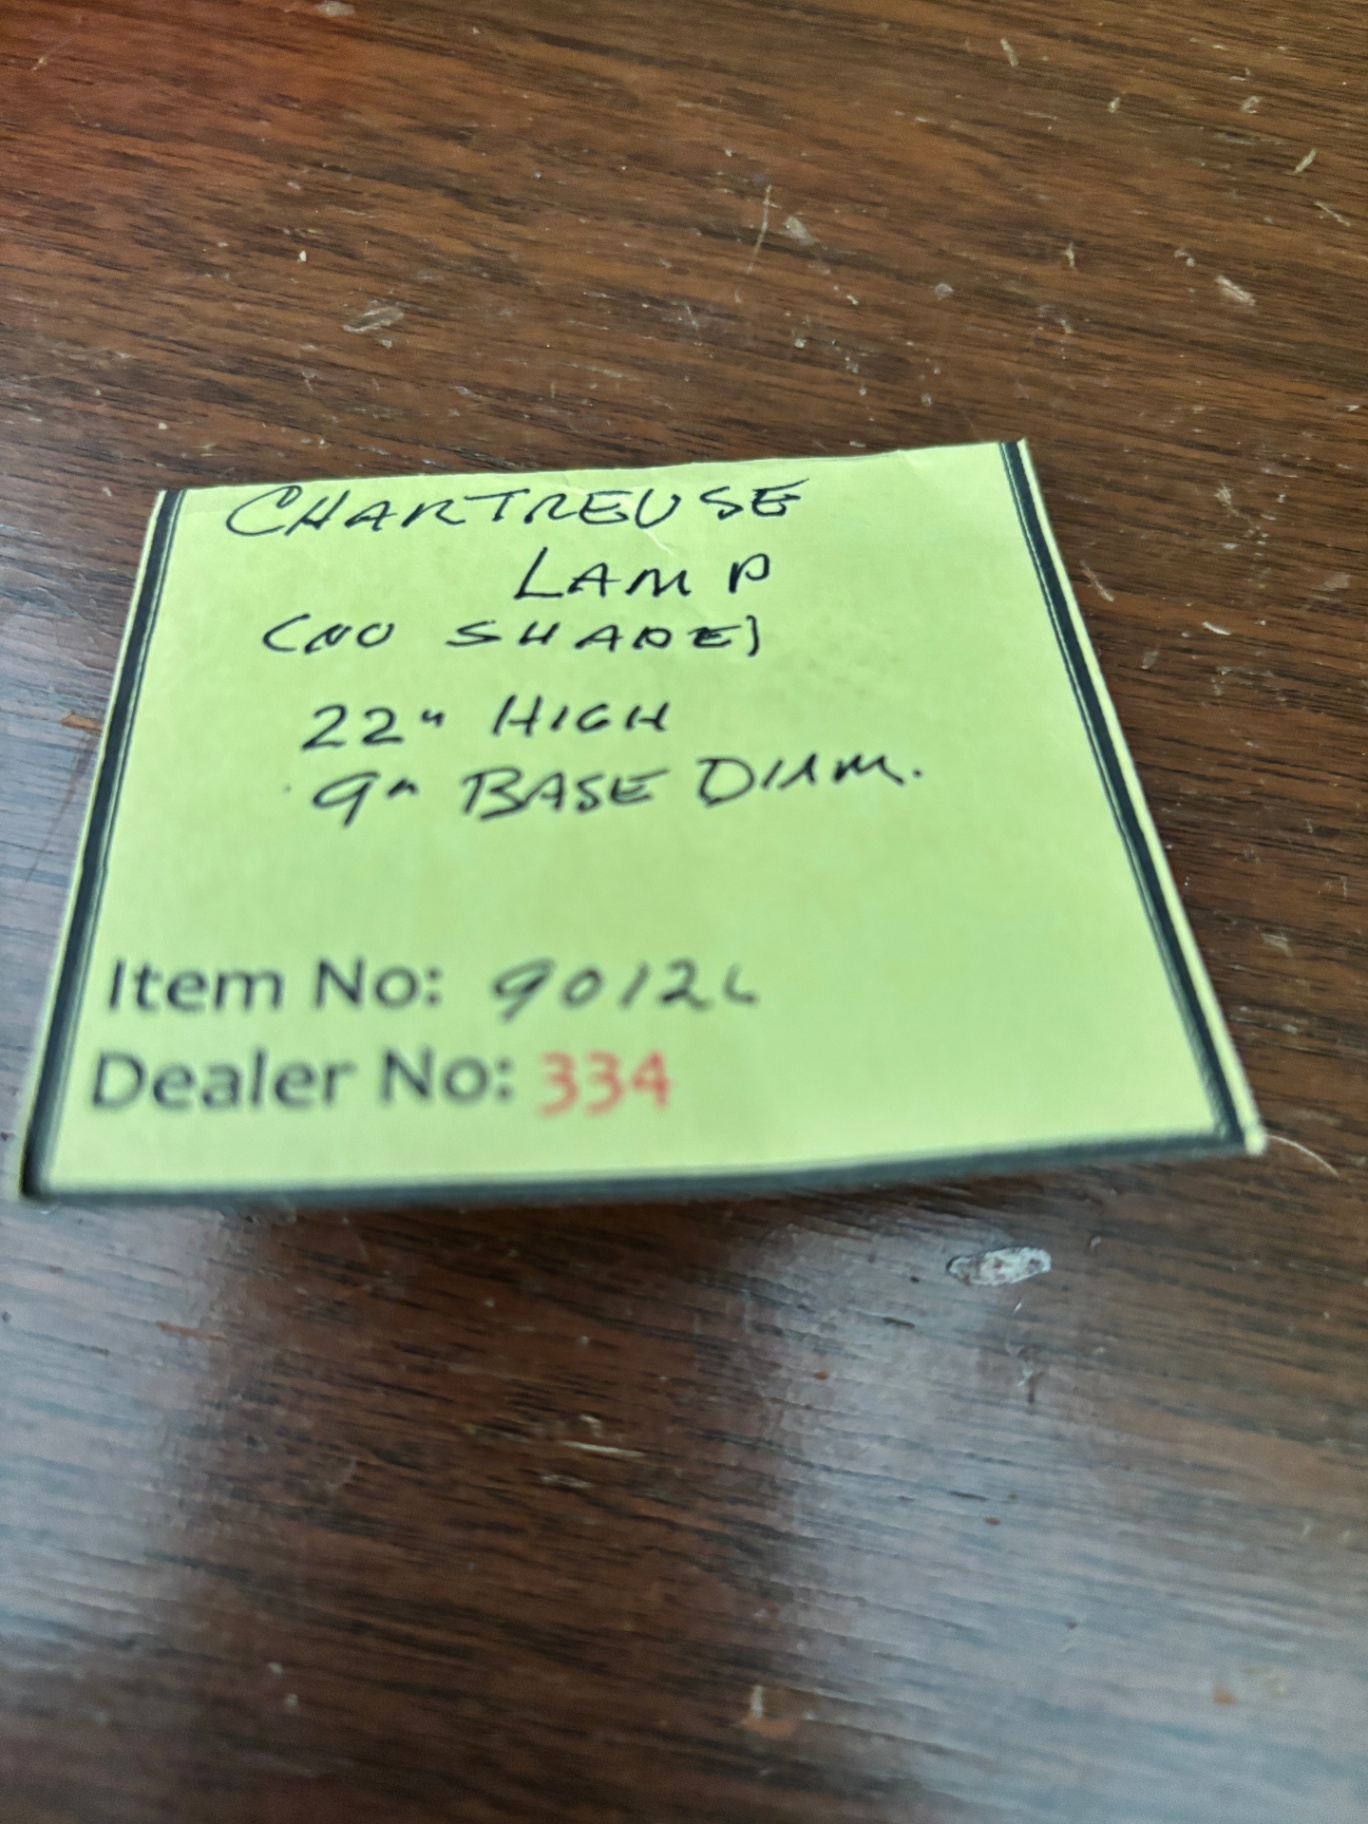 CHARTREUSE
LAMP
(NO SHADE)
22" HIGH
9" BASE DIAM.
Item No: 9012L
Dealer No: 334